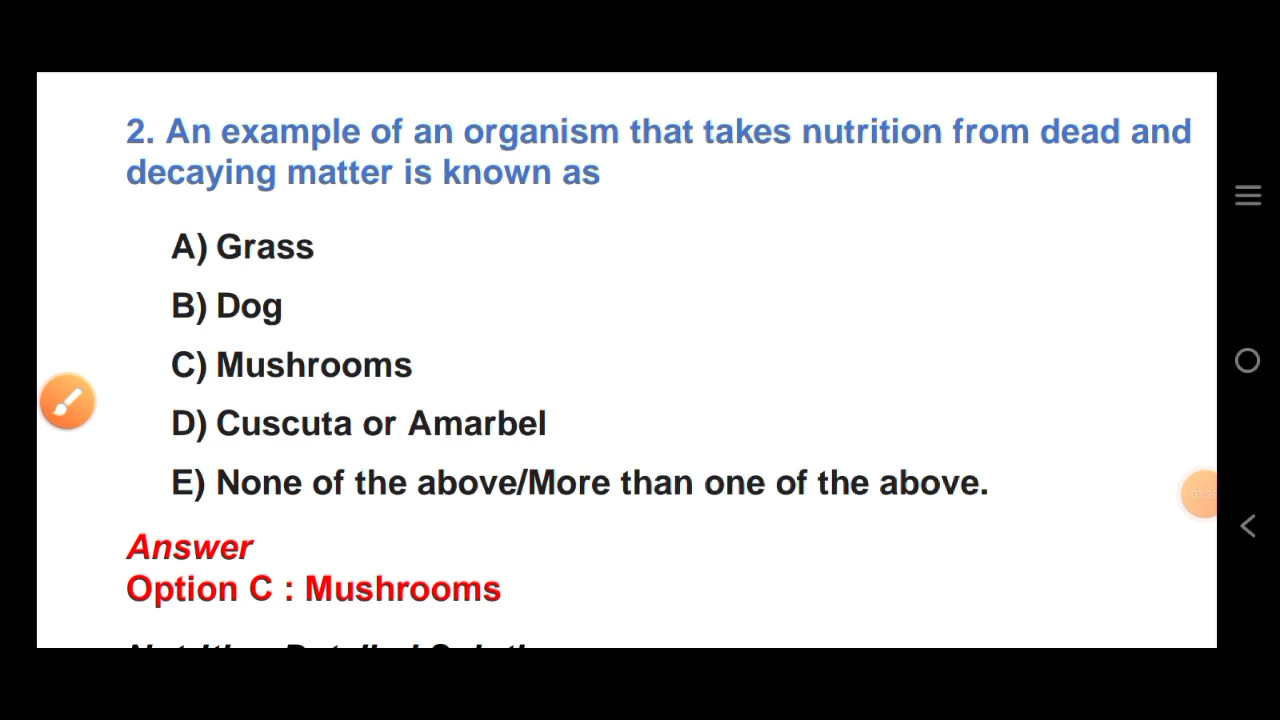 2. An example of an organism that takes nutrition from dead and
decaying matter is known as
A) Grass
B) Dog
C) Mushrooms
D) Cuscuta or Amarbel
E) None of the above/More than one of the above.
Answer
Option C : Mushrooms